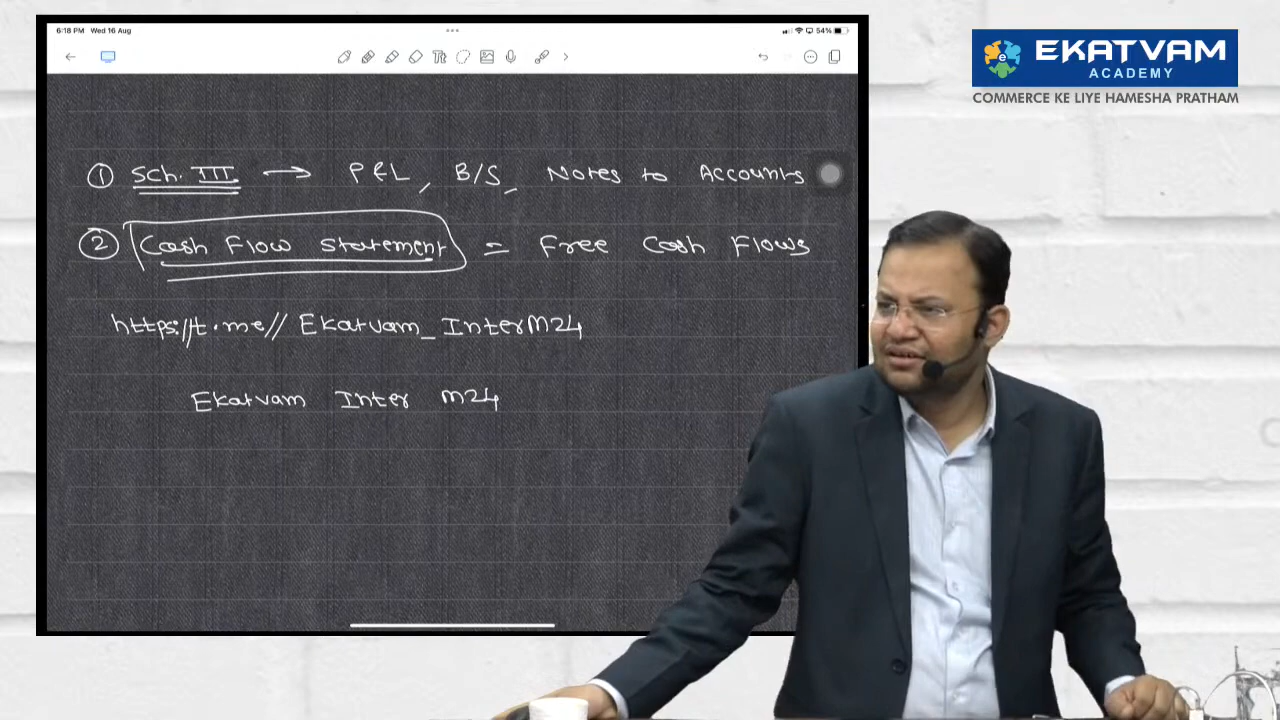 6:18 PM Wed 16 Aug
54%
EKATVAM
ACADEMY
COMMERCE KE LIYE HAMESHA PRATHAM
① Sch. III → P&L, B/S, Notes to Accounts
② Cash Flow Statement = Free Cash Flows
https://t.me//Ekatvam_InterM24
Ekatvam Inter M24